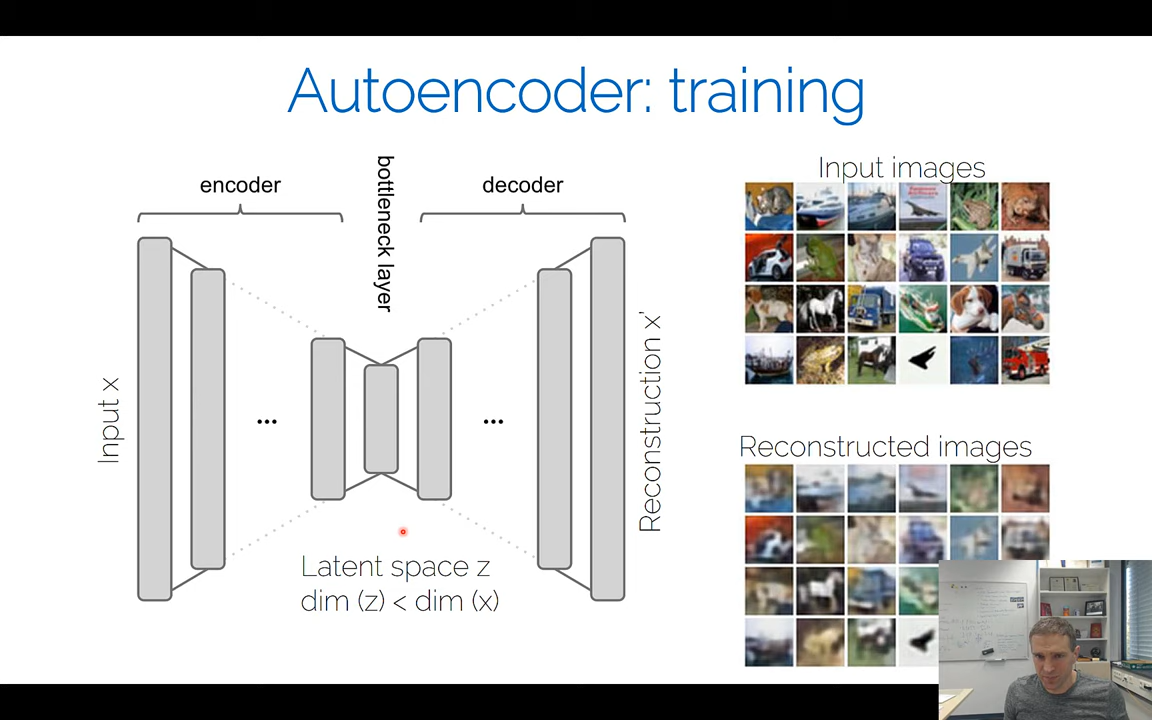 Autoencoder: training
encoder
bottleneck layer
decoder
Input x
...
...
Reconstruction x'
Latent space z
dim (z) < dim (x)
Input images
Reconstructed images